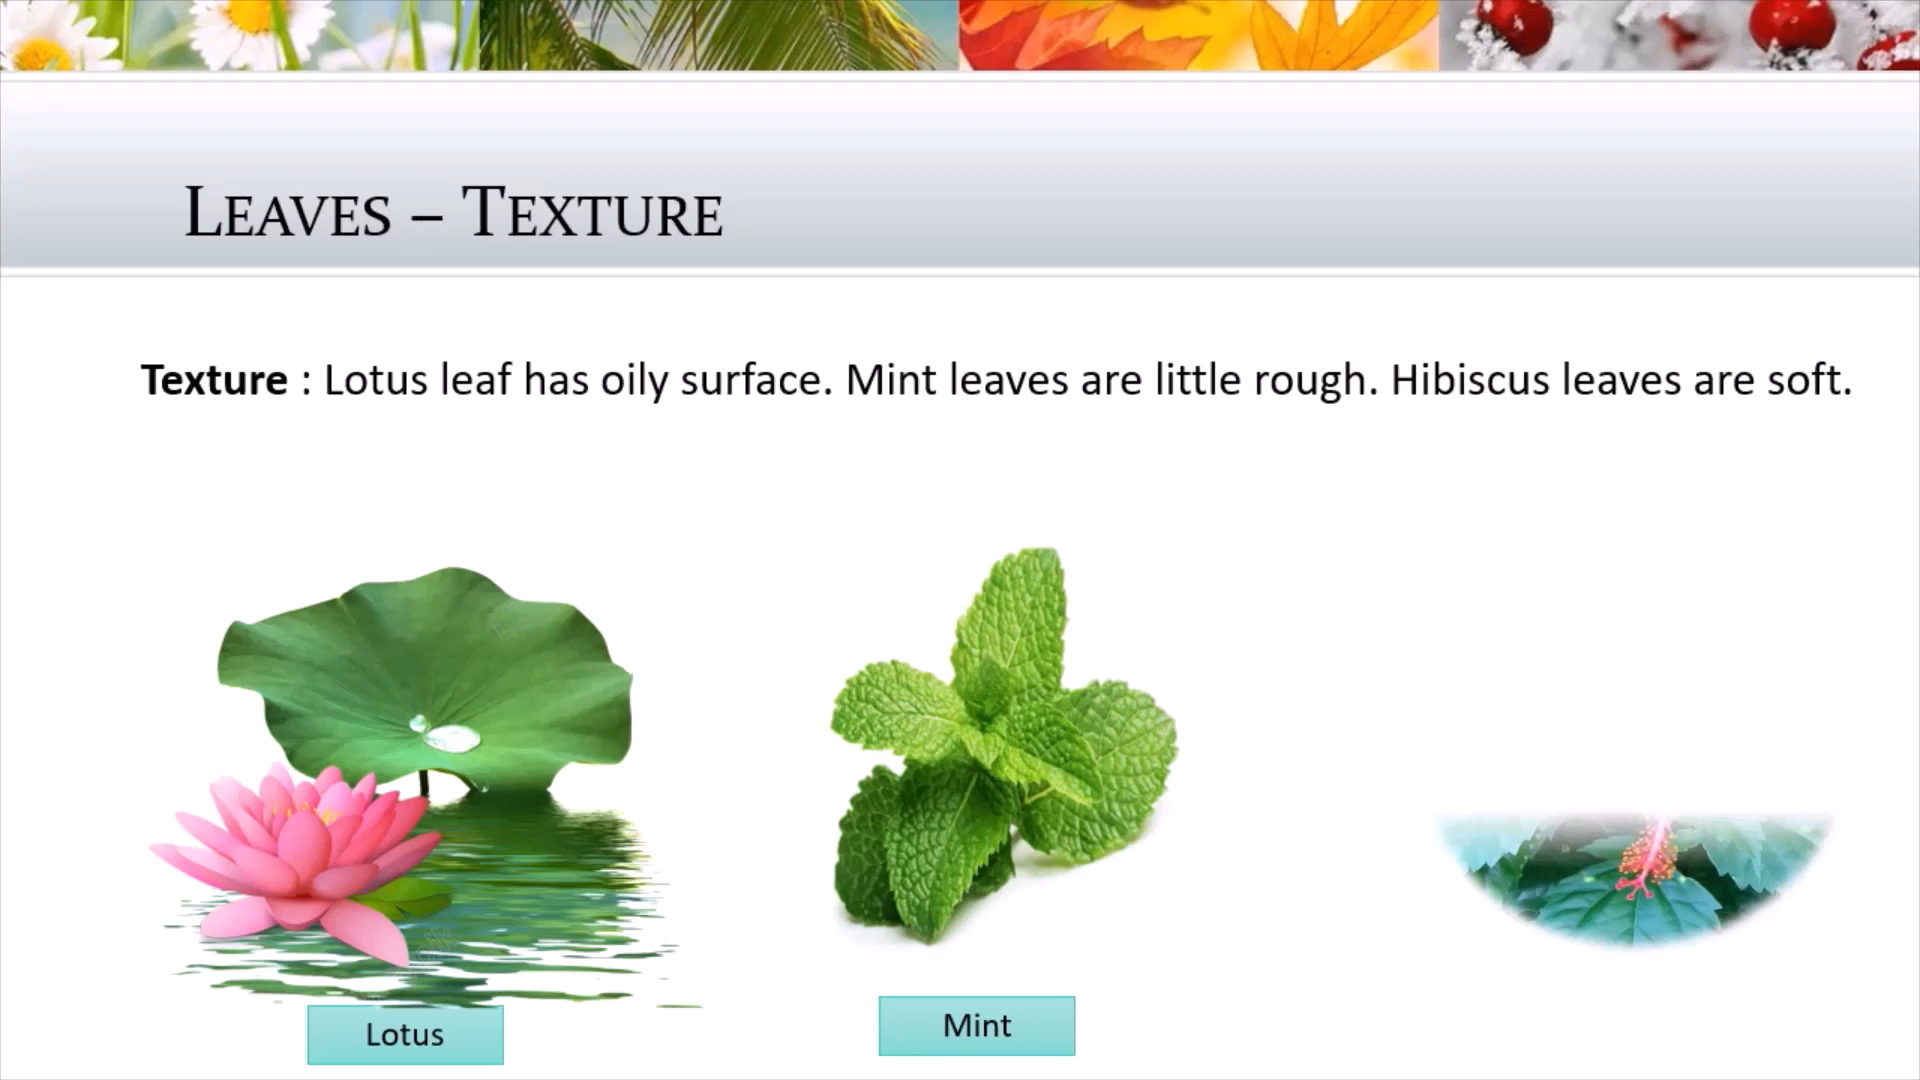 LEAVES – TEXTURE
Texture : Lotus leaf has oily surface. Mint leaves are little rough. Hibiscus leaves are soft.
Lotus
Mint